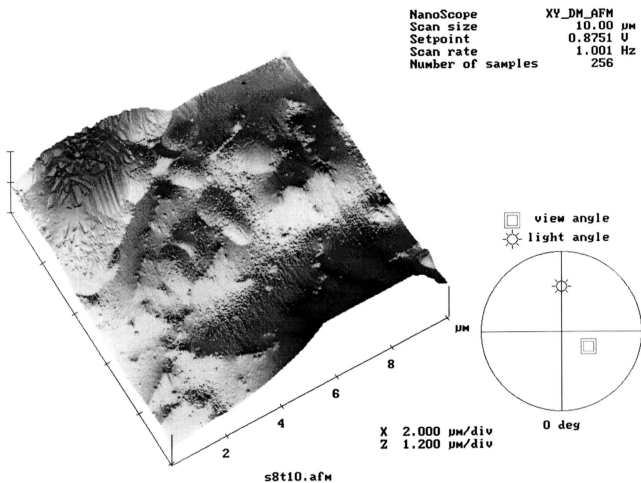 NanoScope XY_DM_AFM
Scan size 10.00 µm
Setpoint 0.8751 V
Scan rate 1.001 Hz
Number of samples 256
view angle
light angle
µm
8
6
4
2
X 2.000 µm/div
Z 1.200 µm/div
0 deg
s8t10.afm